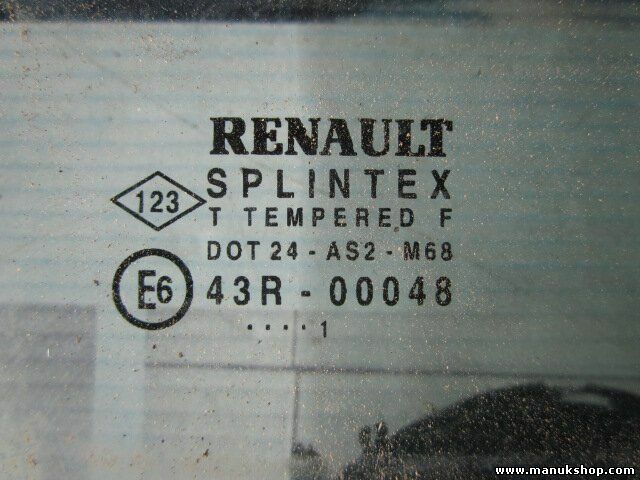 RENAULT
SPLINTEX
123
T TEMPERED F
DOT 24 - AS2 - M68
E6
43R - 00048
.... 1
www.manukshop.com